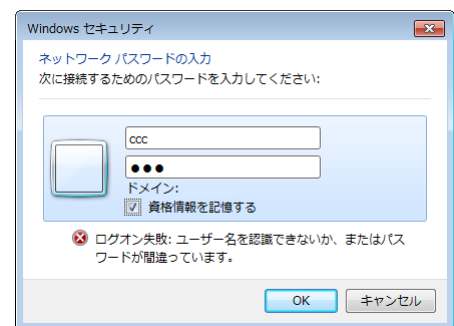 Windows セキュリティ
ネットワーク パスワードの入力
次に接続するためのパスワードを入力してください:
ccc
●●●
ドメイン:
資格情報を記憶する
ログオン失敗: ユーザー名を認識できないか、またはパス
ワードが間違っています。
OK キャンセル